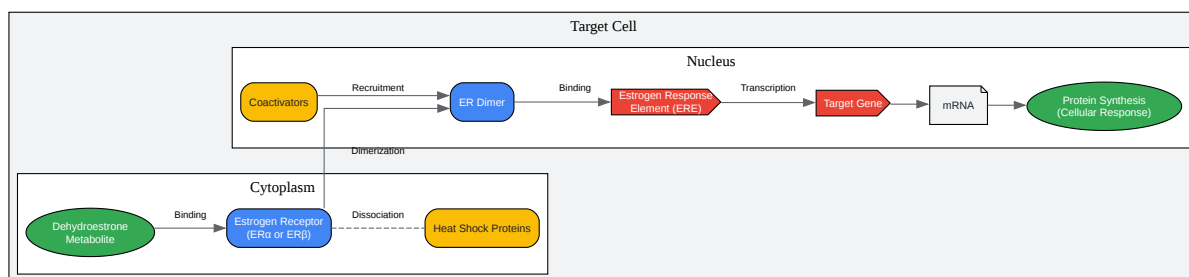 Target Cell
Nucleus
Coactivators
Recruitment
ER Dimer
Binding
Estrogen Response
Element (ERE)
Transcription
Target Gene
mRNA
Protein Synthesis
(Cellular Response)
Dimerization
Cytoplasm
Dehydroestrone
Metabolite
Binding
Estrogen Receptor
(ERα or ERβ)
Dissociation
Heat Shock Proteins